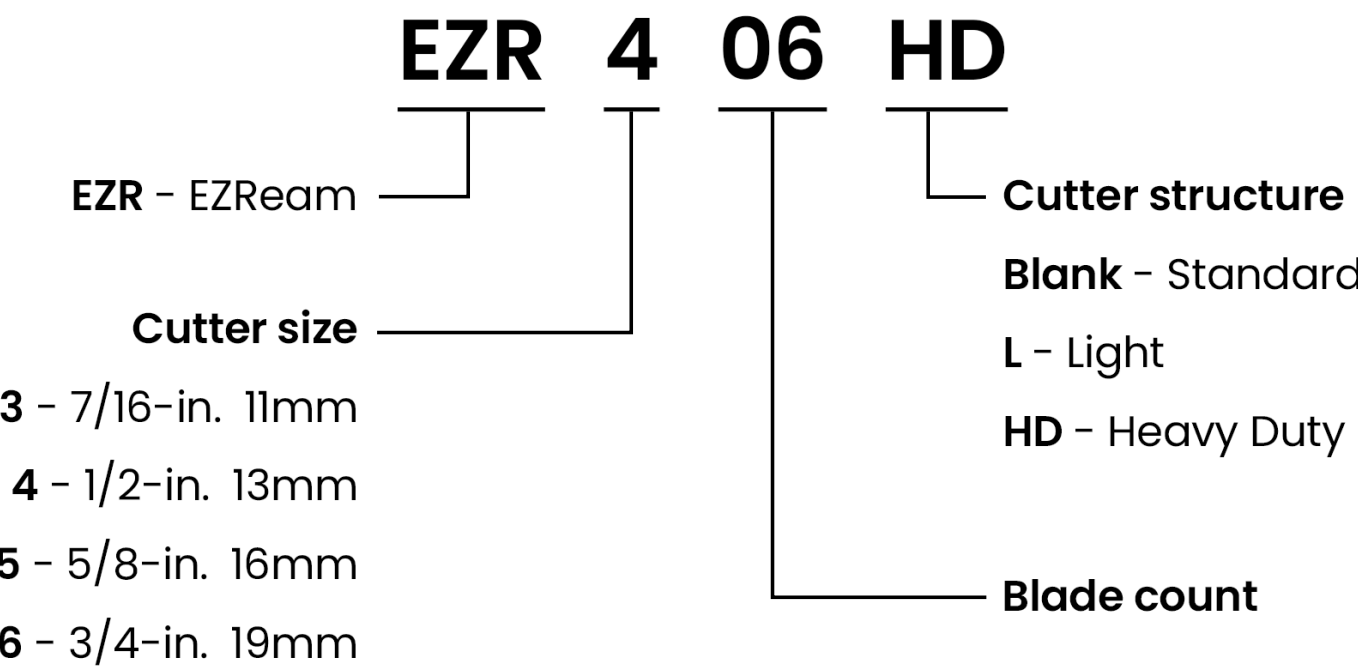 EZR 4 06 HD
EZR - EZReam
Cutter size
3 - 7/16-in. 11mm
4 - 1/2-in. 13mm
5 - 5/8-in. 16mm
6 - 3/4-in. 19mm
Cutter structure
Blank - Standard
L - Light
HD - Heavy Duty
Blade count